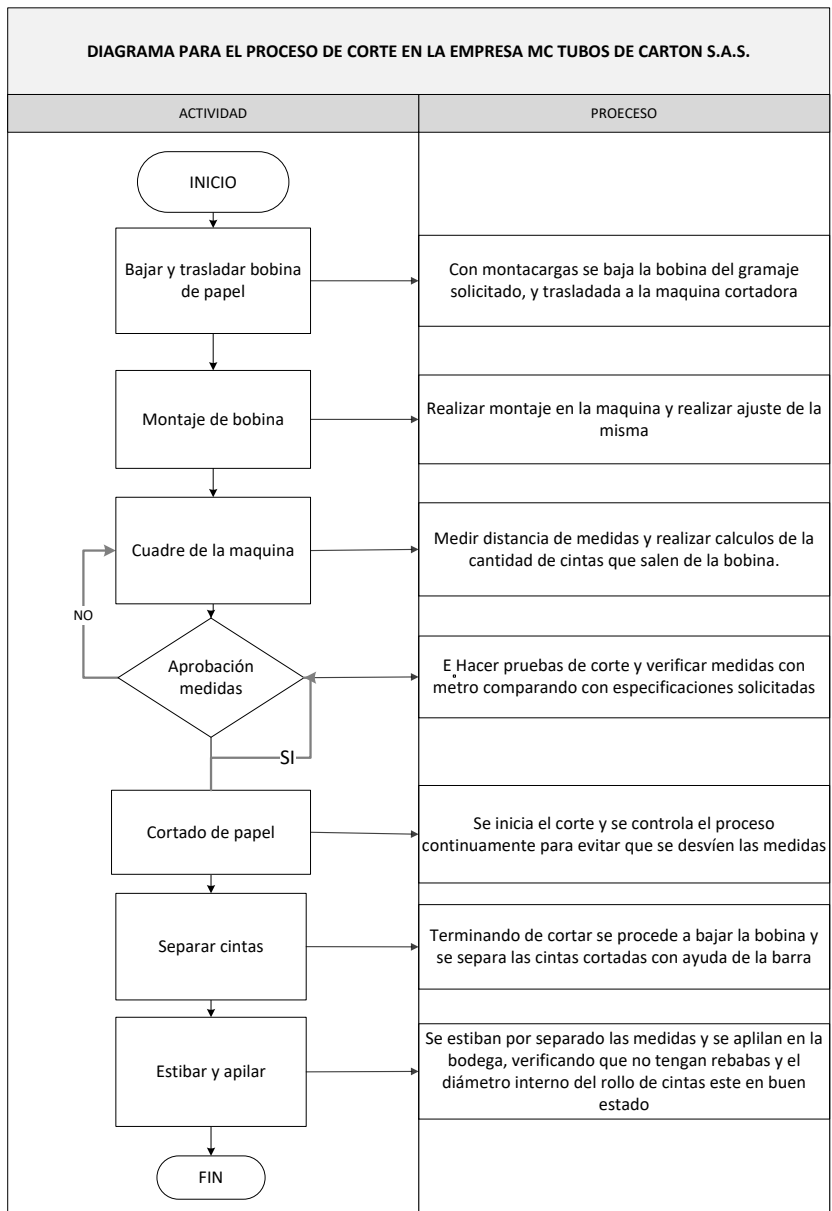 DIAGRAMA PARA EL PROCESO DE CORTE EN LA EMPRESA MC TUBOS DE CARTON S.A.S.
ACTIVIDAD
PROECESO
INICIO
Bajar y trasladar bobina
de papel
Con montacargas se baja la bobina del gramaje
solicitado, y trasladada a la maquina cortadora
Montaje de bobina
Realizar montaje en la maquina y realizar ajuste de la
misma
Cuadre de la maquina
Medir distancia de medidas y realizar calculos de la
cantidad de cintas que salen de la bobina.
NO
Aprobación
medidas
E Hacer pruebas de corte y verificar medidas con
metro comparando con especificaciones solicitadas
SI
Cortado de papel
Se inicia el corte y se controla el proceso
continuamente para evitar que se desvíen las medidas
Separar cintas
Terminando de cortar se procede a bajar la bobina y
se separa las cintas cortadas con ayuda de la barra
Estibar y apilar
Se estiban por separado las medidas y se aplilan en la
bodega, verificando que no tengan rebabas y el
diámetro interno del rollo de cintas este en buen
estado
FIN